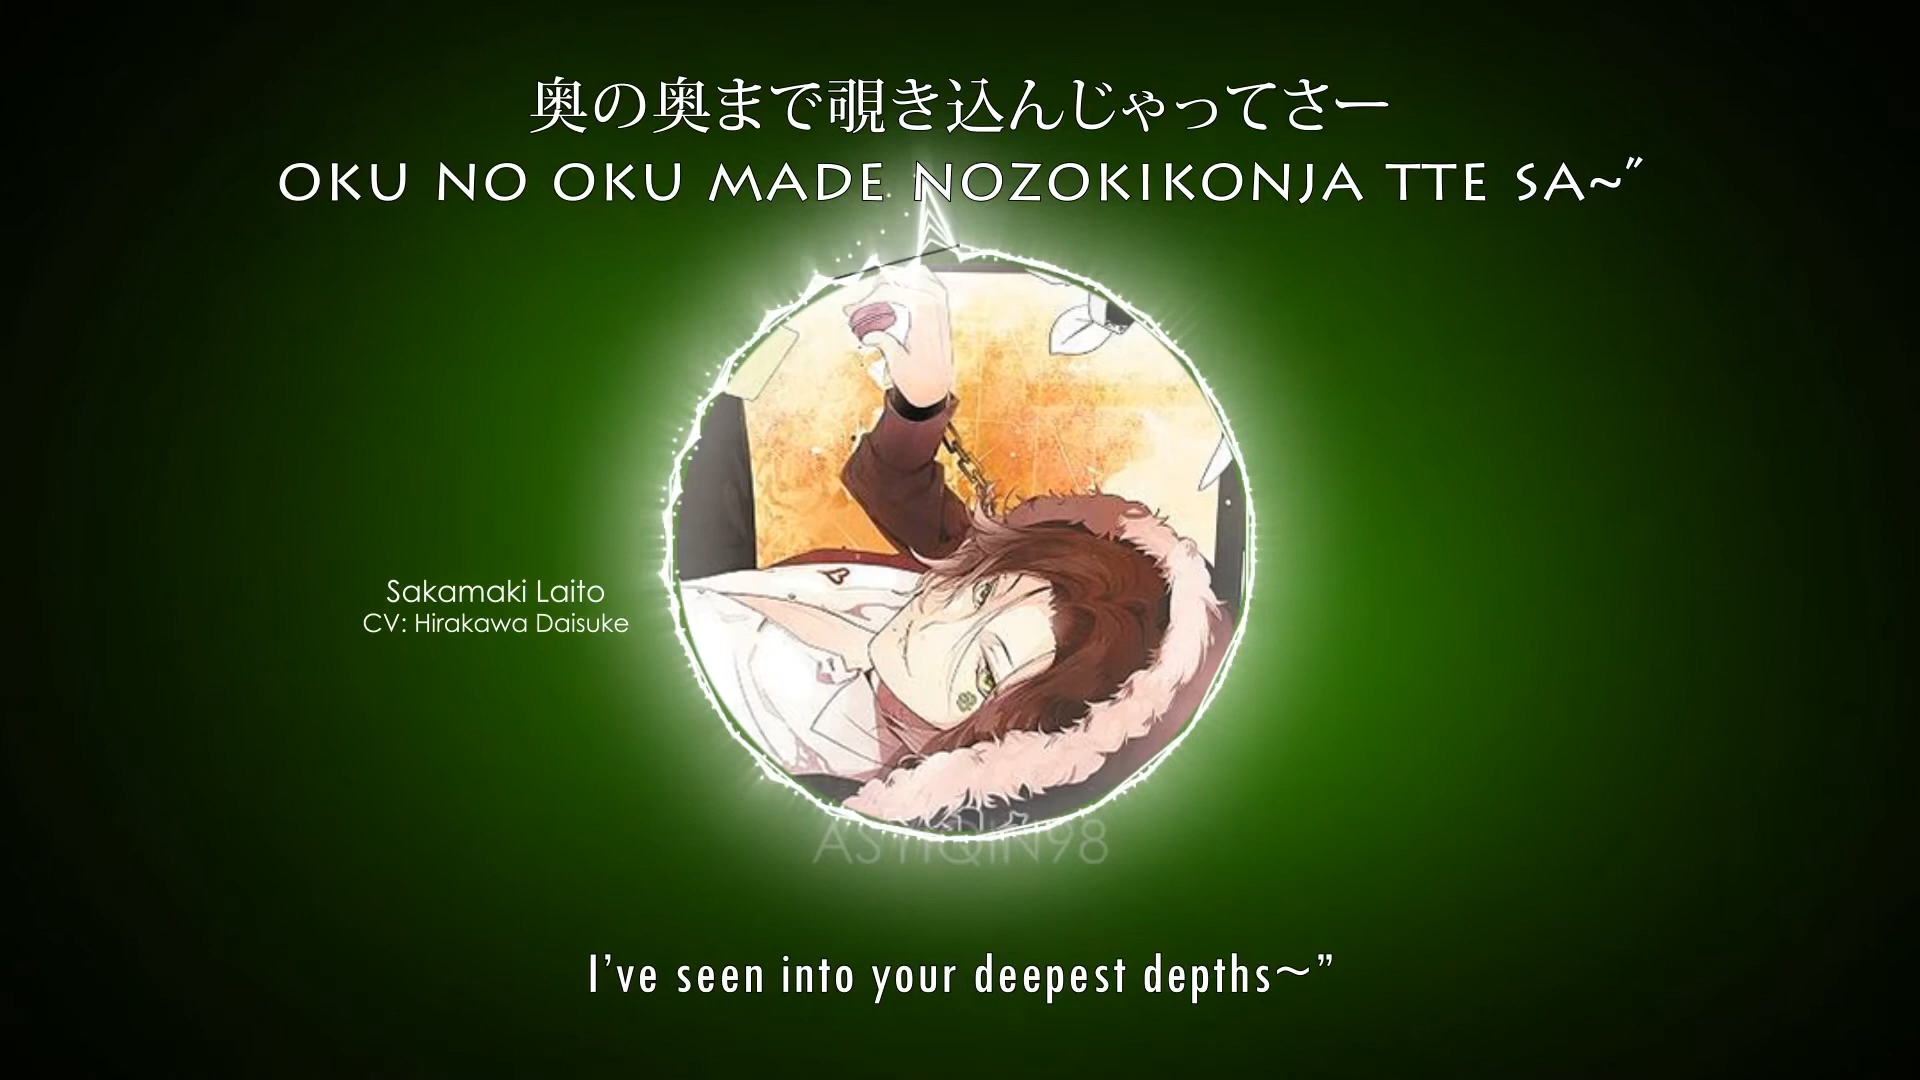 奥の奥まで覗き込んじゃってさー
OKU NO OKU MADE NOZOKIKONJA TTE SA~"
Sakamaki Laito
CV: Hirakawa Daisuke
ASTIQIN98
I've seen into your deepest depths~"